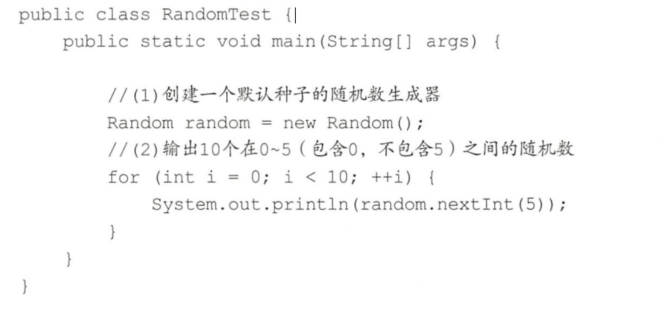 public class RandomTest {
    public static void main(String[] args) {
        //(1)创建一个默认种子的随机数生成器
        Random random = new Random();
        //(2)输出10个在0~5（包含0，不包含5）之间的随机数
        for (int i = 0; i < 10; ++i) {
            System.out.println(random.nextInt(5));
        }
    }
}